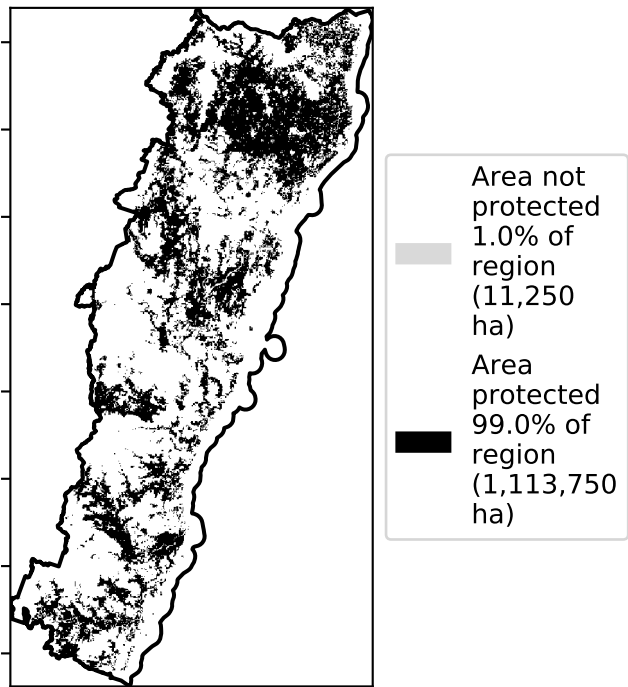 Area not
protected
1.0% of
region
(11,250
ha)
Area
protected
99.0% of
region
(1,113,750
ha)